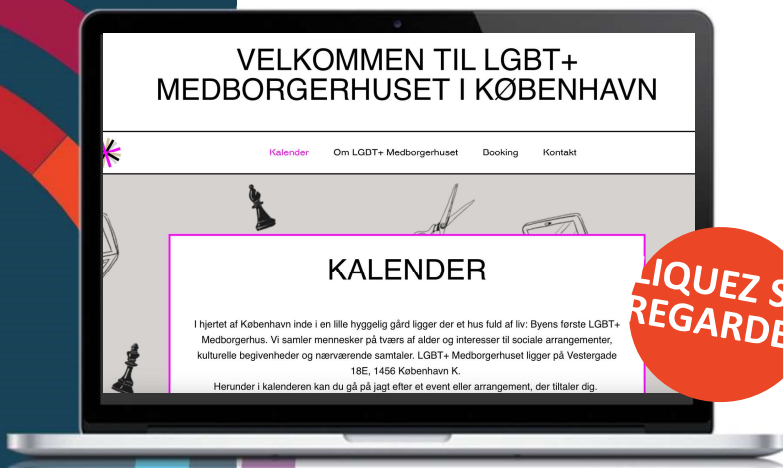 VELKOMMEN TIL LGBT+
MEDBORGERHUSET I KØBENHAVN
Kalender Om LGBT+ Medborgerhuset Booking Kontakt
KALENDER
I hjertet af København inde i en lille hyggelig gård ligger der et hus fuld af liv: Byens første LGBT+
Medborgerhus. Vi samler mennesker på tværs af alder og interesser til sociale arrangementer,
kulturelle begivenheder og nærværende samtaler. LGBT+ Medborgerhuset ligger på Vestergade
18E, 1456 København K.
Herunder i kalenderen kan du gå på jagt efter et event eller arrangement, der tiltaler dig.
LIQUEZ S
REGARDE